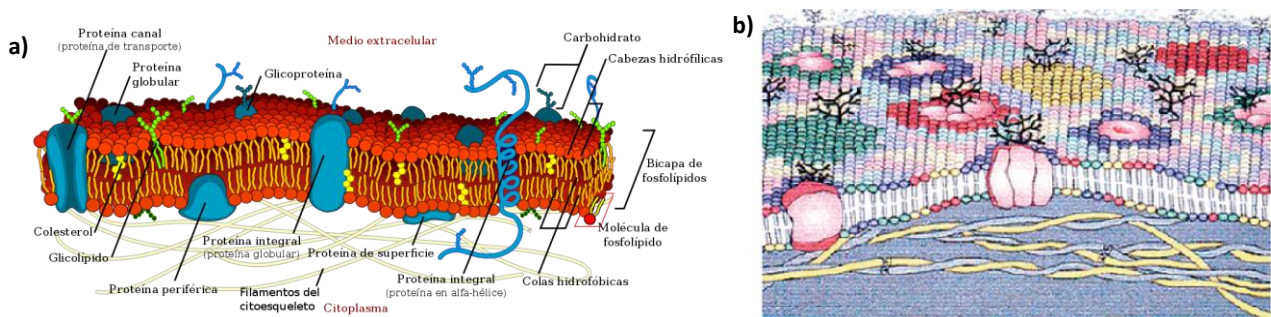 a)
Proteína canal
(proteína de transporte)
Proteína
globular
Glicoproteína
Medio extracelular
Carbohidrato
Cabezas hidrófílicas
Bicapa de
fosfolípidos
Molécula de
fosfolípido
Colesterol
Glicolípido
Proteína periférica
Proteína integral
(proteína globular)
Filamentos del
citoesqueleto
Citoplasma
Proteina de superficie
Proteína integral
(proteína en alfa-hélice)
Colas hidrofóbicas
b)